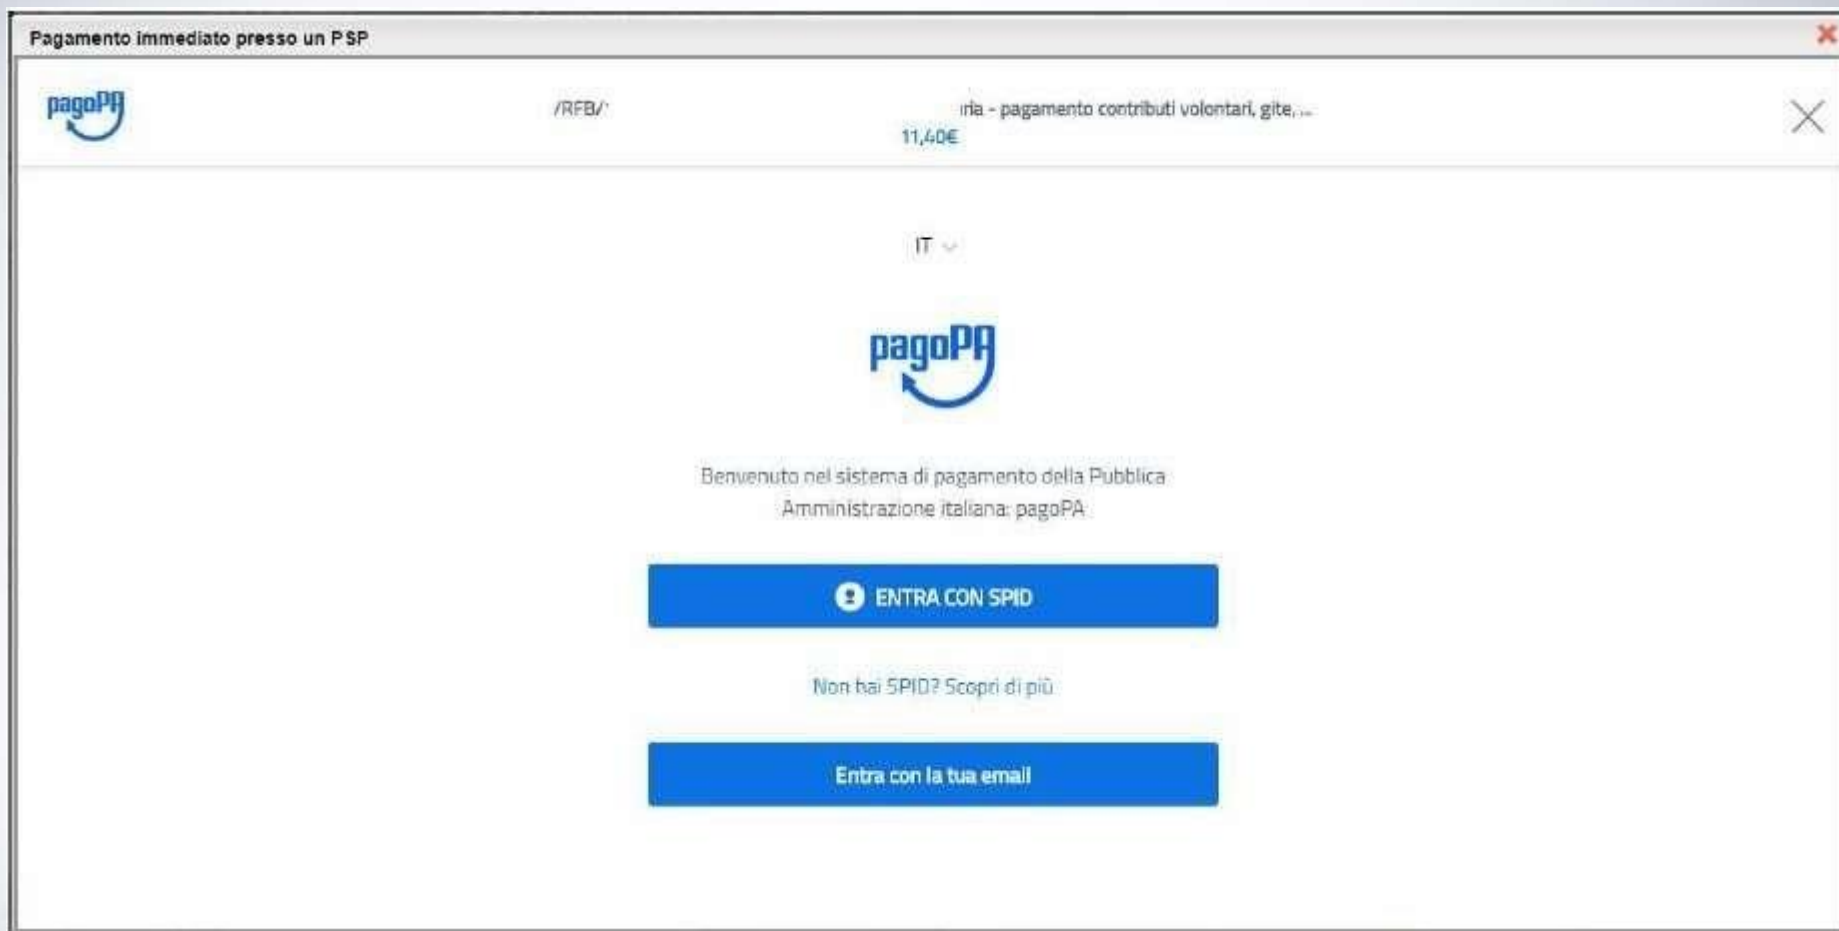 Pagamento immediato presso un PSP
pagoPA
/RFB/ ria - pagamento contributi volontari, gite, ...
11,40€
IT
pagoPA
Benvenuto nel sistema di pagamento della Pubblica
Amministrazione italiana: pagoPA
ENTRA CON SPID
Non hai SPID? Scopri di più
Entra con la tua email